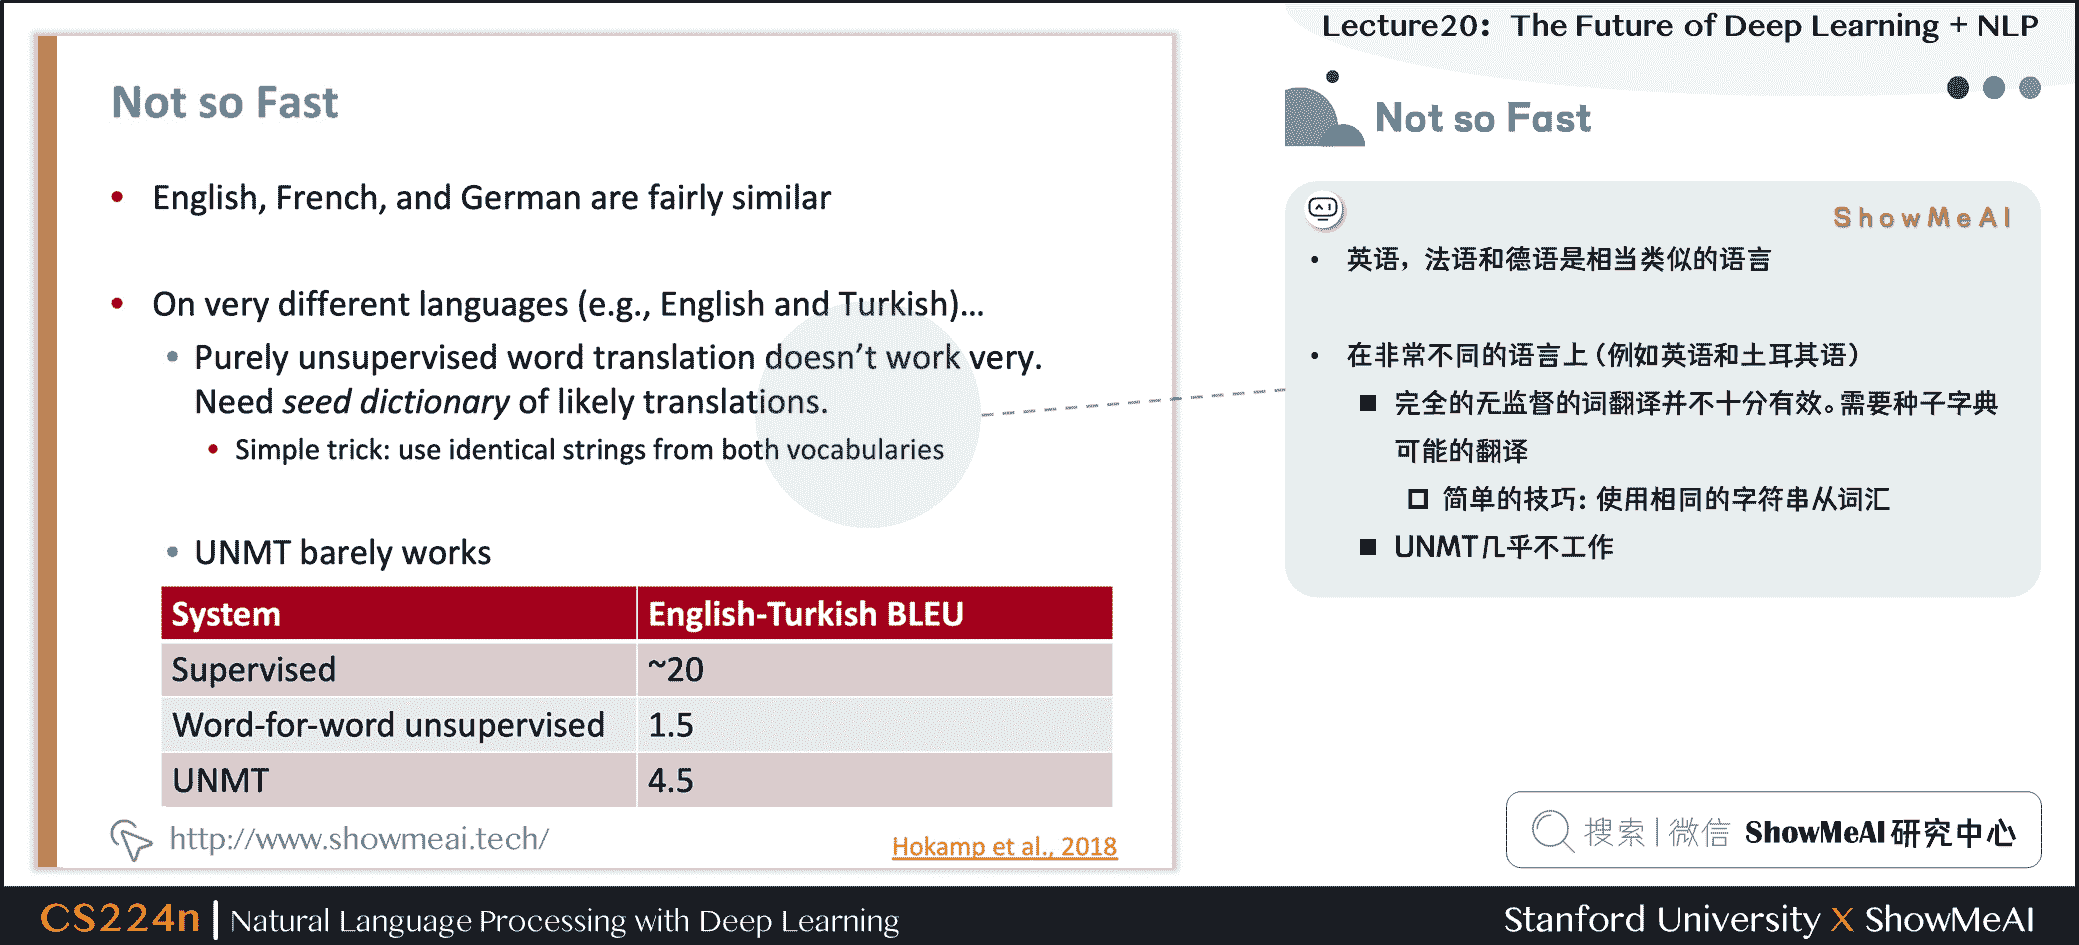 Lecture20: The Future of Deep Learning + NLP
Not so Fast
• English, French, and German are fairly similar
• On very different languages (e.g., English and Turkish)…
• Purely unsupervised word translation doesn't work very.
Need seed dictionary of likely translations.
• Simple trick: use identical strings from both vocabularies
• UNMT barely works
System English-Turkish BLEU
Supervised ~20
Word-for-word unsupervised 1.5
UNMT 4.5
http://www.showmeai.tech/
Hokamp et al., 2018
Not so Fast
ShowMeAI
• 英语，法语和德语是相当类似的语言
• 在非常不同的语言上（例如英语和土耳其语）
■ 完全的无监督的词翻译并不十分有效。需要种子字典
可能的翻译
□ 简单的技巧：使用相同的字符串从词汇
■ UNMT几乎不工作
搜索|微信 ShowMeAI研究中心
CS224n | Natural Language Processing with Deep Learning
Stanford University X ShowMeAI